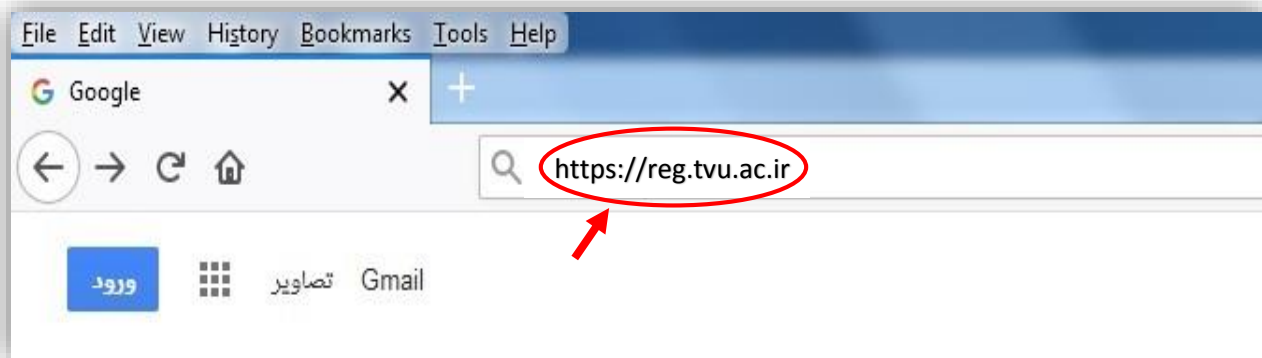 File Edit View History Bookmarks Tools Help
Google
https://reg.tvu.ac.ir
ورود تصاویر Gmail